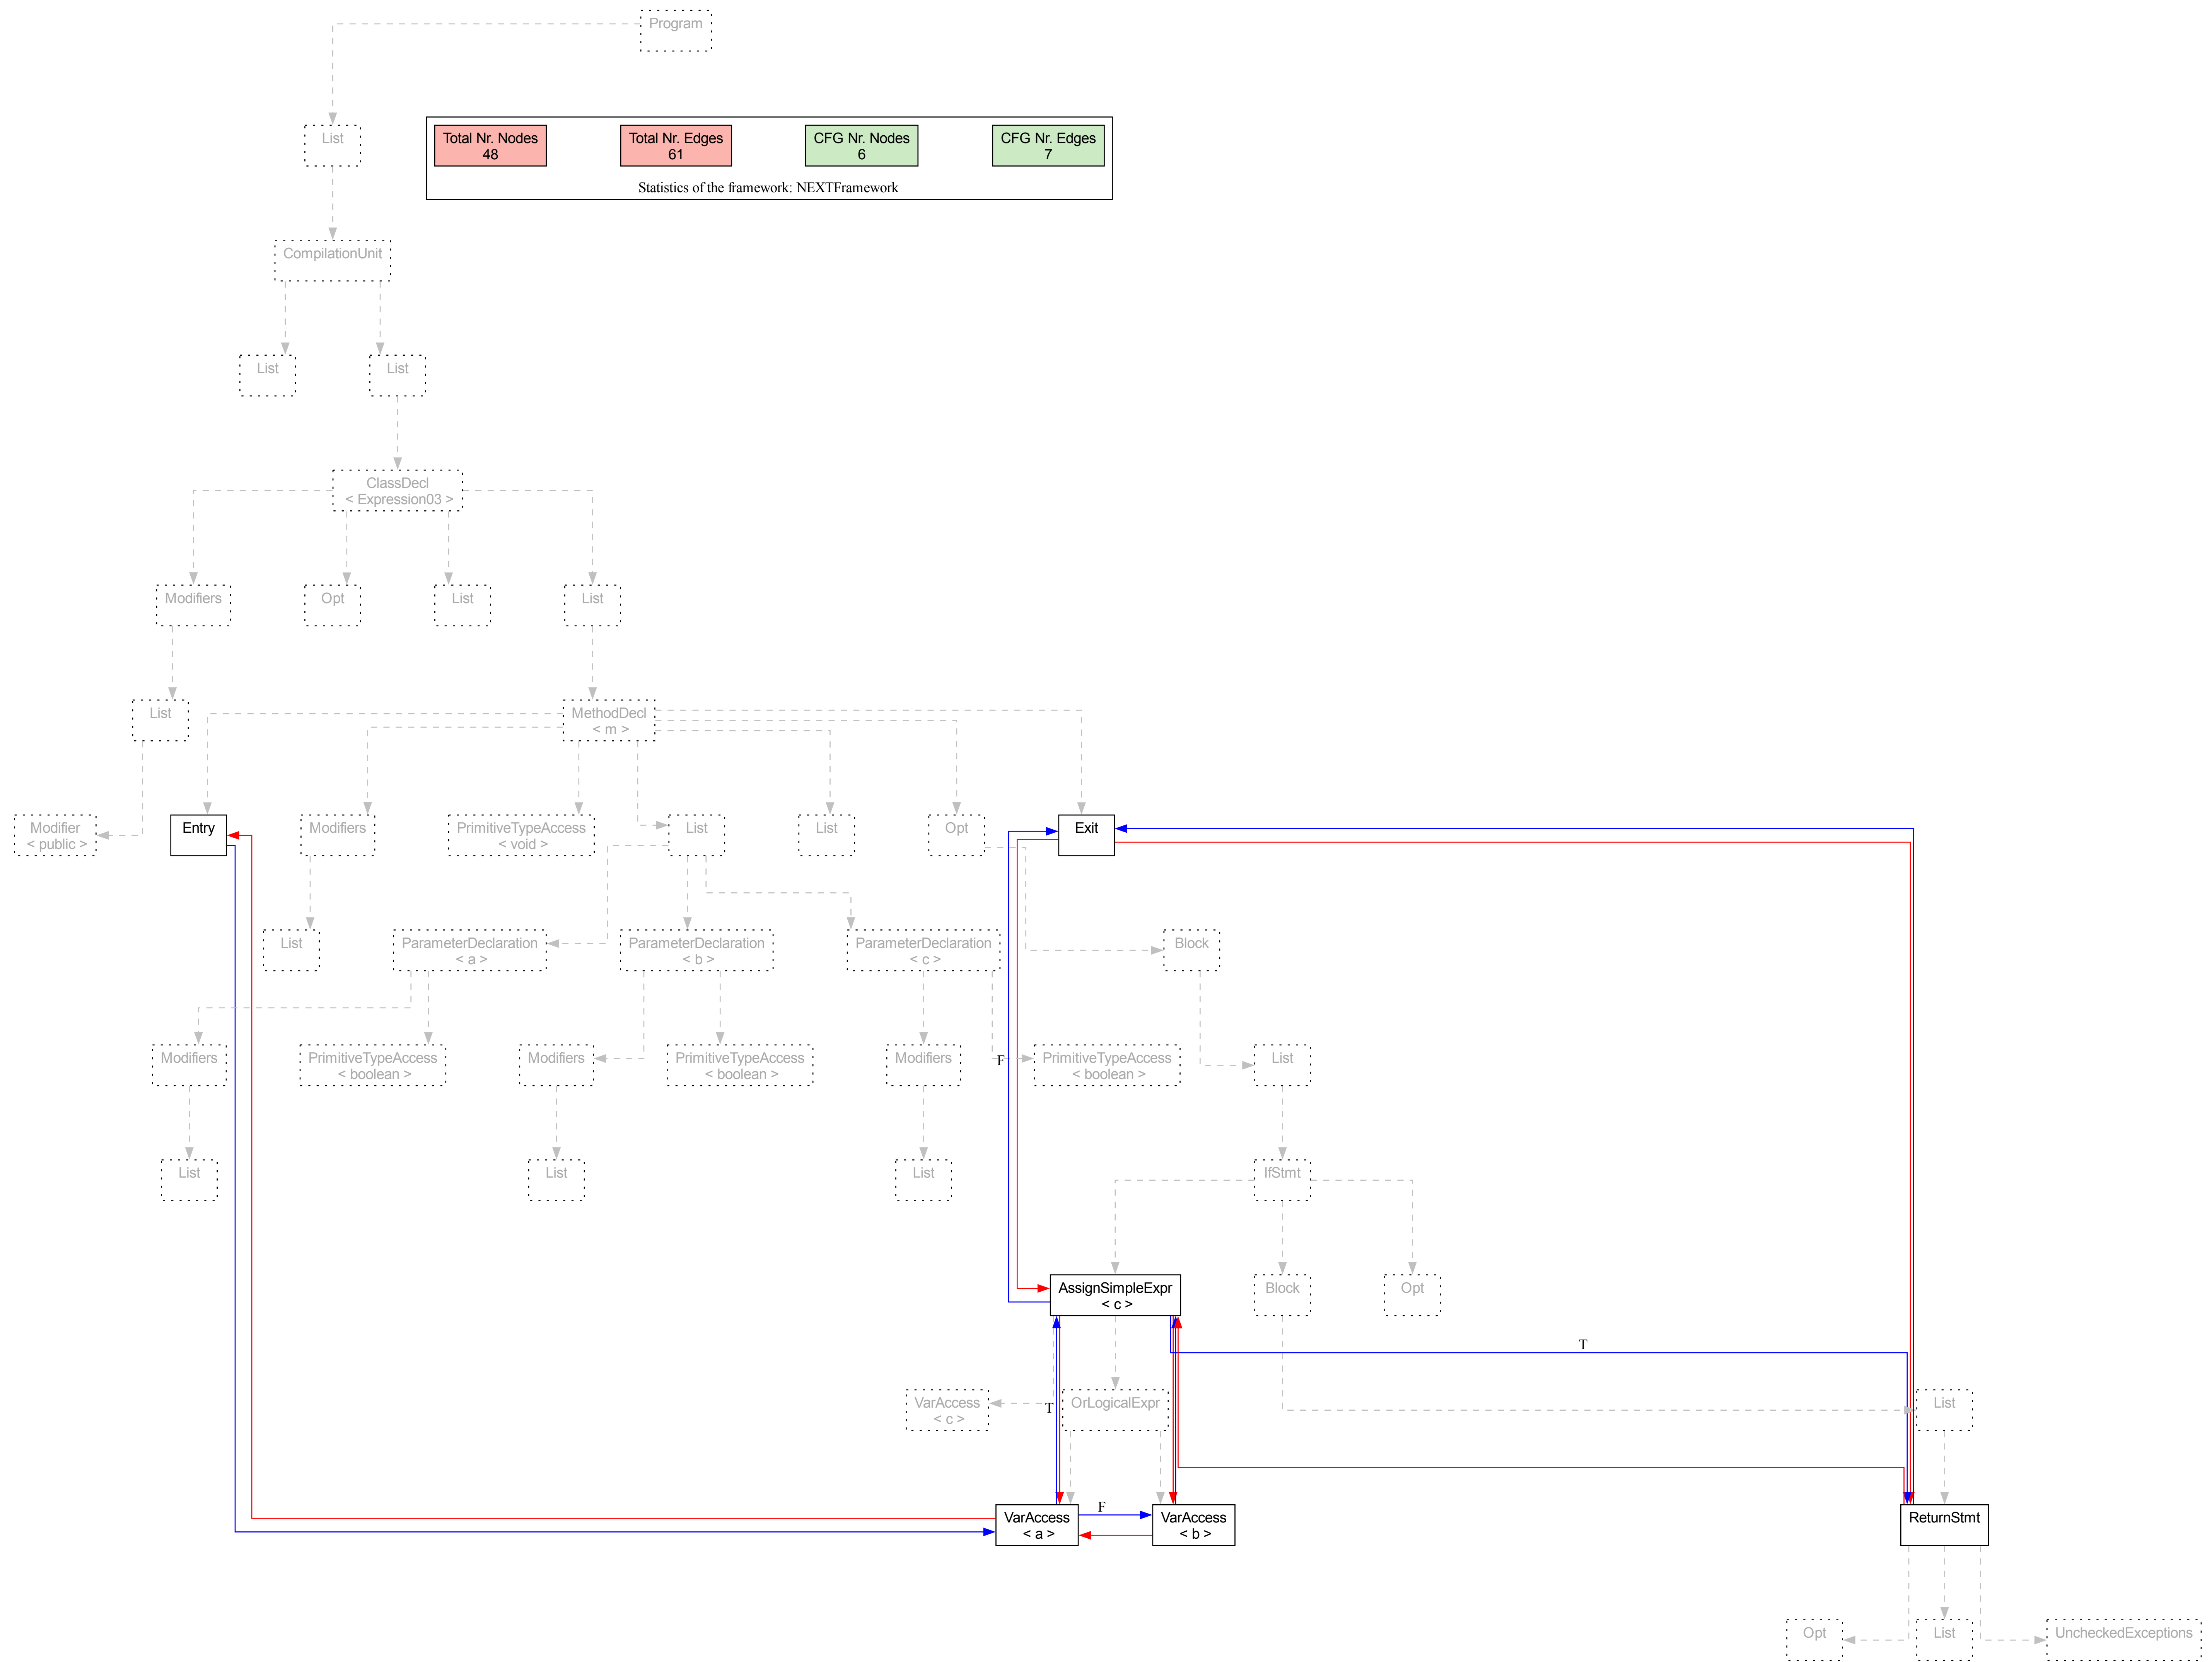 Program
List
Total Nr. Nodes
48
Total Nr. Edges
61
CFG Nr. Nodes
6
CFG Nr. Edges
7
Statistics of the framework: NEXTFramework
CompilationUnit
List
List
ClassDecl
< Expression03 >
Modifiers
Opt
List
List
List
MethodDecl
< m >
Modifier
< public >
Entry
Modifiers
PrimitiveTypeAccess
< void >
List
List
Opt
Exit
List
ParameterDeclaration
< a >
ParameterDeclaration
< b >
ParameterDeclaration
< c >
Block
Modifiers
PrimitiveTypeAccess
< boolean >
Modifiers
PrimitiveTypeAccess
< boolean >
Modifiers
F
PrimitiveTypeAccess
< boolean >
List
List
List
List
IfStmt
AssignSimpleExpr
< c >
Block
Opt
T
VarAccess
< c >
T
OrLogicalExpr
List
VarAccess
< a >
F
VarAccess
< b >
ReturnStmt
Opt
List
UncheckedExceptions